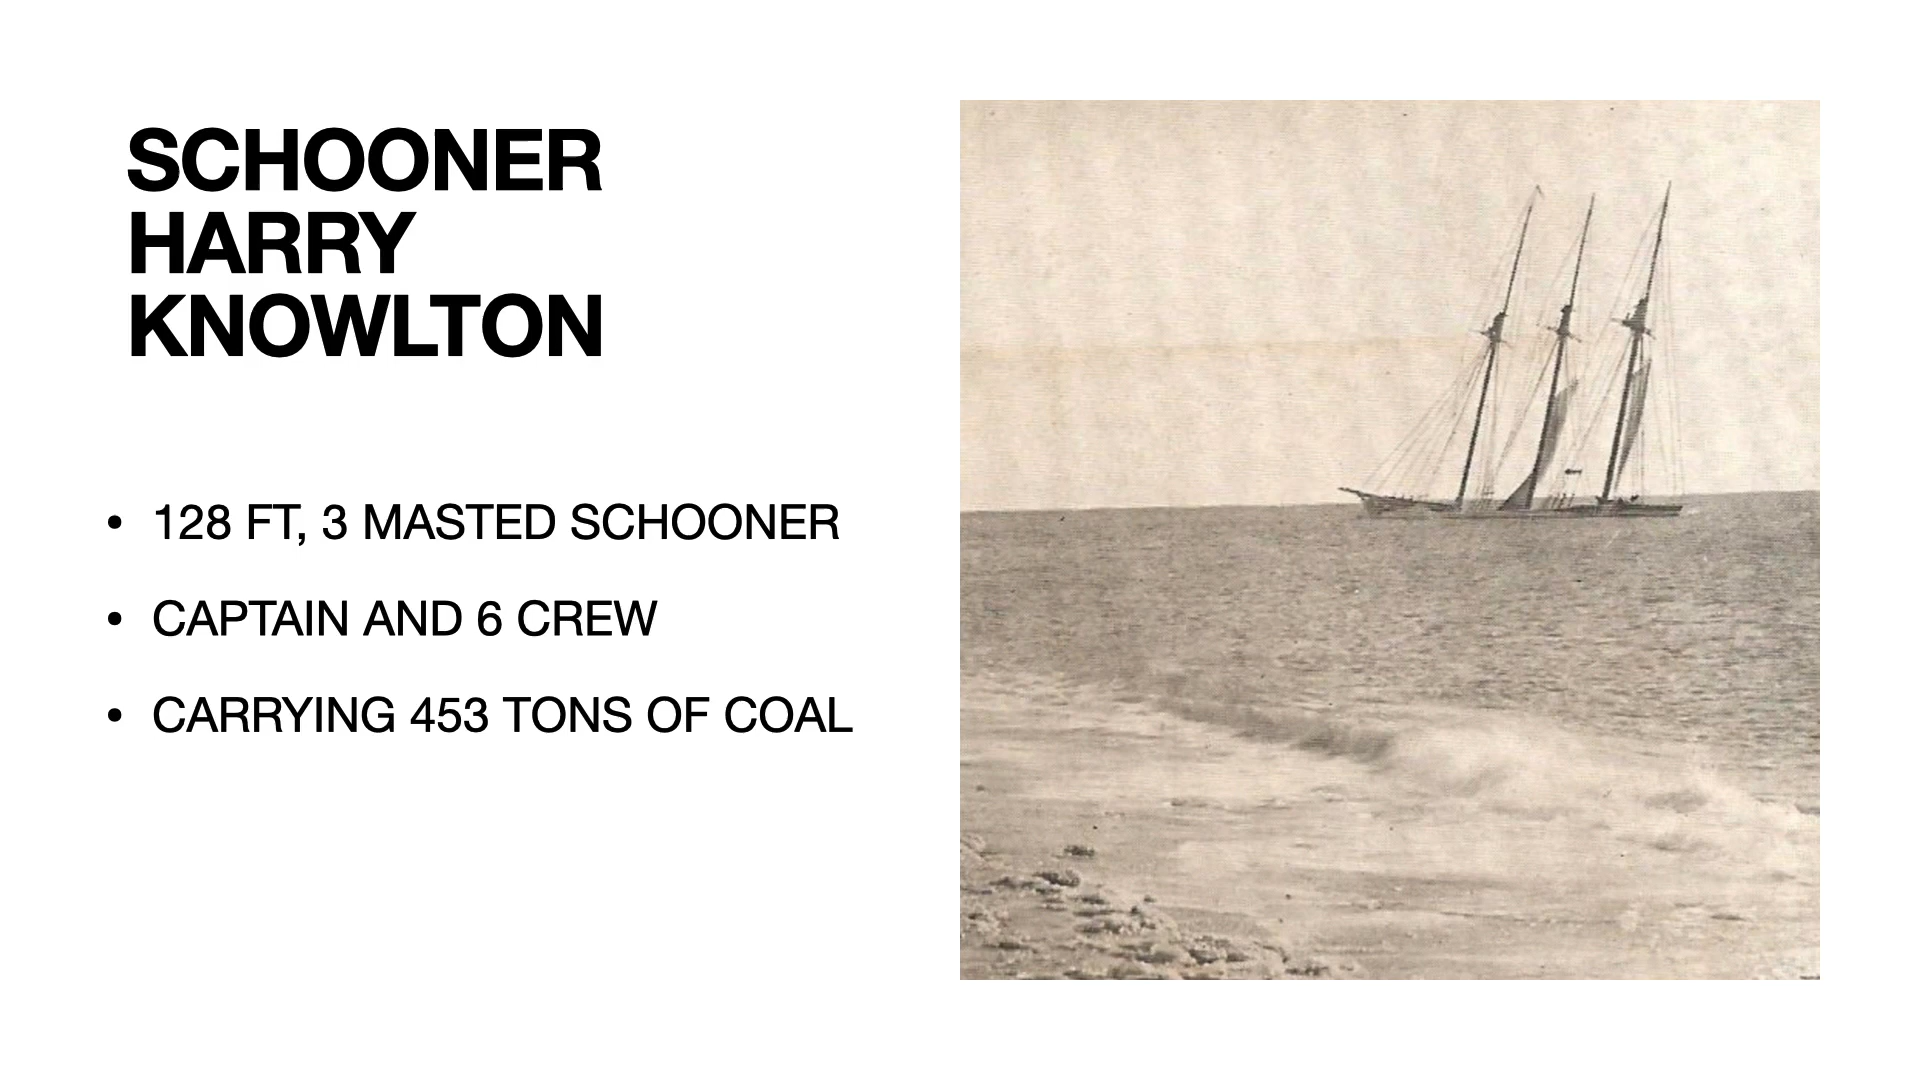 SCHOONER
HARRY
KNOWLTON
• 128 FT, 3 MASTED SCHOONER
• CAPTAIN AND 6 CREW
• CARRYING 453 TONS OF COAL